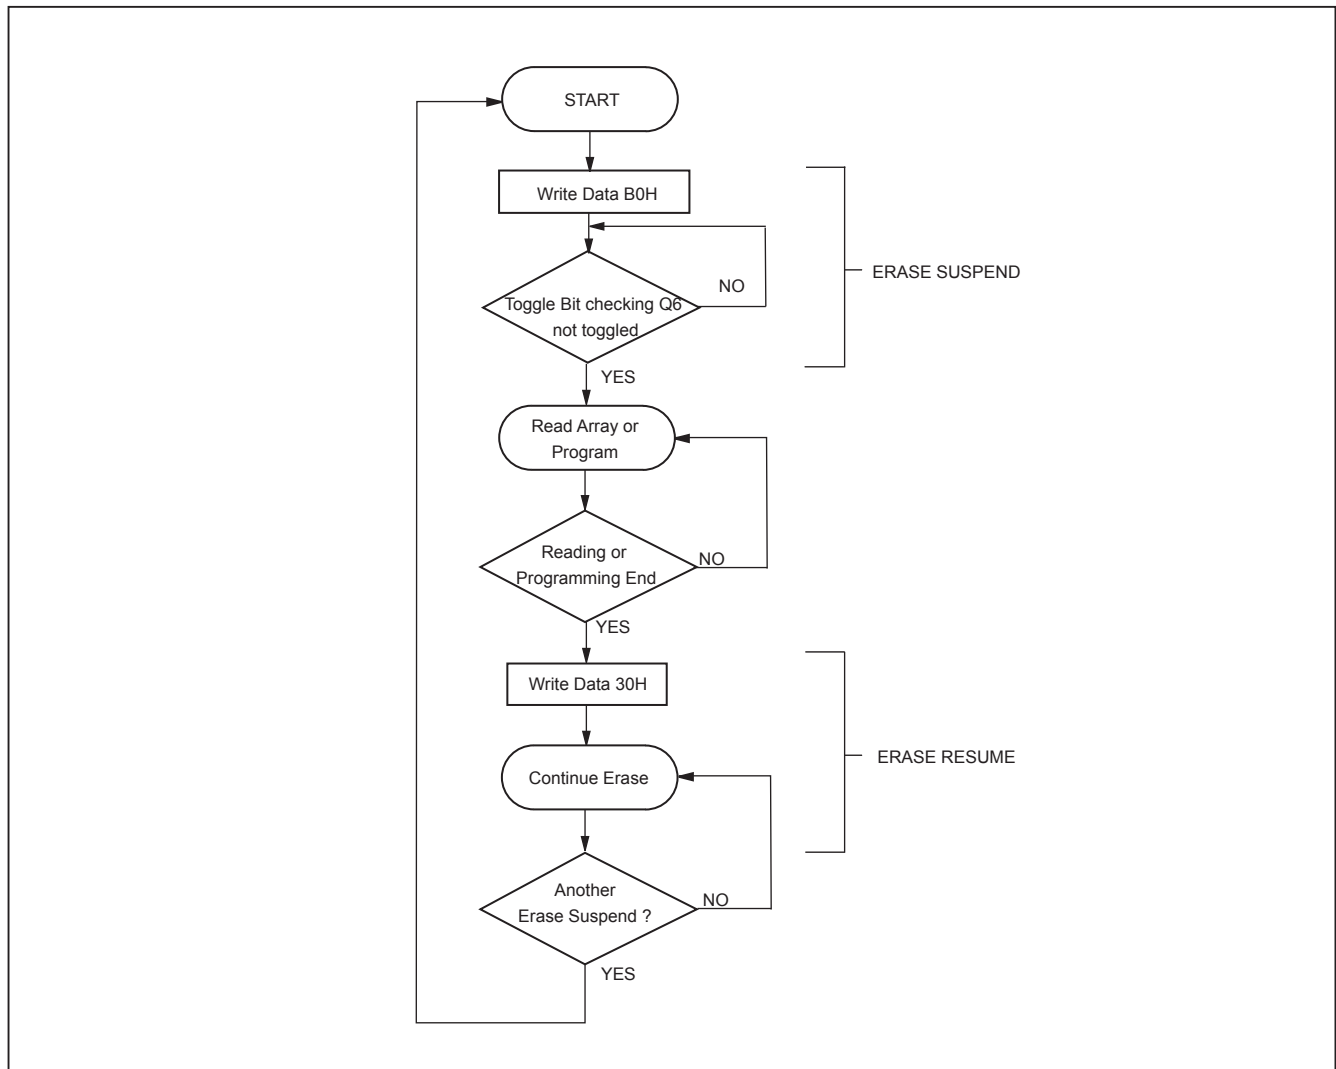 START
Write Data B0H
ERASE SUSPEND
NO
Toggle Bit checking Q6
not toggled
YES
Read Array or
Program
Reading or
NO
Programming End
YES
Write Data 30H
ERASE RESUME
Continue Erase
Another
NO
Erase Suspend ?
YES